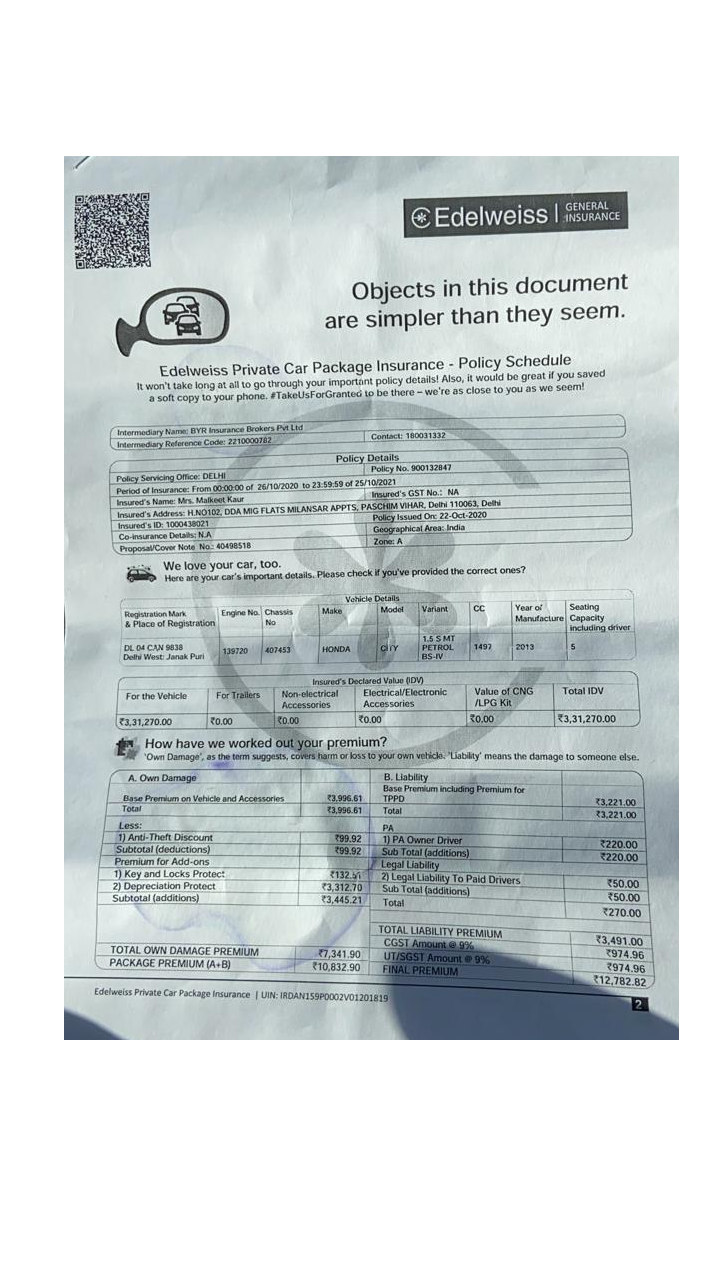 Edelweiss | GENERAL INSURANCE
Objects in this document
are simpler than they seem.
Edelweiss Private Car Package Insurance - Policy Schedule
It won't take long at all to go through your important policy details! Also, it would be great if you saved
a soft copy to your phone. #TakeUsForGranted to be there – we're as close to you as we seem!
Intermediary Name: BYR Insurance Brokers Pvt Ltd
Intermediary Reference Code: 2210000782 Contact: 180031332
Policy Details
Policy Servicing Office: DELHI Policy No. 900132847
Period of Insurance: From 00:00:00 of 26/10/2020 to 23:59:59 of 25/10/2021
Insured's Name: Mrs. Malkeet Kaur Insured's GST No.: NA
Insured's Address: H.NO102, DDA MIG FLATS MILANSAR APPTS, PASCHIM VIHAR, Delhi 110063, Delhi
Insured's ID: 1000438021 Policy Issued On: 22-Oct-2020
Co-insurance Details: N.A Geographical Area: India
Proposal/Cover Note No.: 40498518 Zone: A
We love your car, too.
Here are your car's important details. Please check if you've provided the correct ones?
Vehicle Details
Registration Mark & Place of Registration Engine No. Chassis No Make Model Variant CC Year of Manufacture Seating Capacity including driver
DL 04 CAN 9838 Delhi West: Janak Puri 139720 407453 HONDA CITY 1.5 S MT PETROL BS-IV 1497 2013 5
Insured's Declared Value (IDV)
For the Vehicle For Trailers Non-electrical Accessories Electrical/Electronic Accessories Value of CNG /LPG Kit Total IDV
₹3,31,270.00 ₹0.00 ₹0.00 ₹0.00 ₹0.00 ₹3,31,270.00
How have we worked out your premium?
'Own Damage', as the term suggests, covers harm or loss to your own vehicle. 'Liability' means the damage to someone else.
A. Own Damage
Base Premium on Vehicle and Accessories ₹3,996.61
Total ₹3,996.61
Less:
1) Anti-Theft Discount ₹99.92
Subtotal (deductions) ₹99.92
Premium for Add-ons
1) Key and Locks Protect
2) Depreciation Protect ₹3,312.70
Subtotal (additions) ₹3,445.21
TOTAL OWN DAMAGE PREMIUM ₹7,341.90
PACKAGE PREMIUM (A+B) ₹10,832.90
B. Liability
Base Premium including Premium for
TPPD ₹3,221.00
Total ₹3,221.00
PA
1) PA Owner Driver ₹220.00
Sub Total (additions) ₹220.00
Legal Liability
2) Legal Liability To Paid Drivers ₹50.00
Sub Total (additions) ₹50.00
Total ₹270.00
TOTAL LIABILITY PREMIUM ₹3,491.00
CGST Amount @ 9% ₹974.96
UT/SGST Amount @ 9% ₹974.96
FINAL PREMIUM ₹12,782.82
Edelweiss Private Car Package Insurance | UIN: IRDAN159P0002V01201819
2